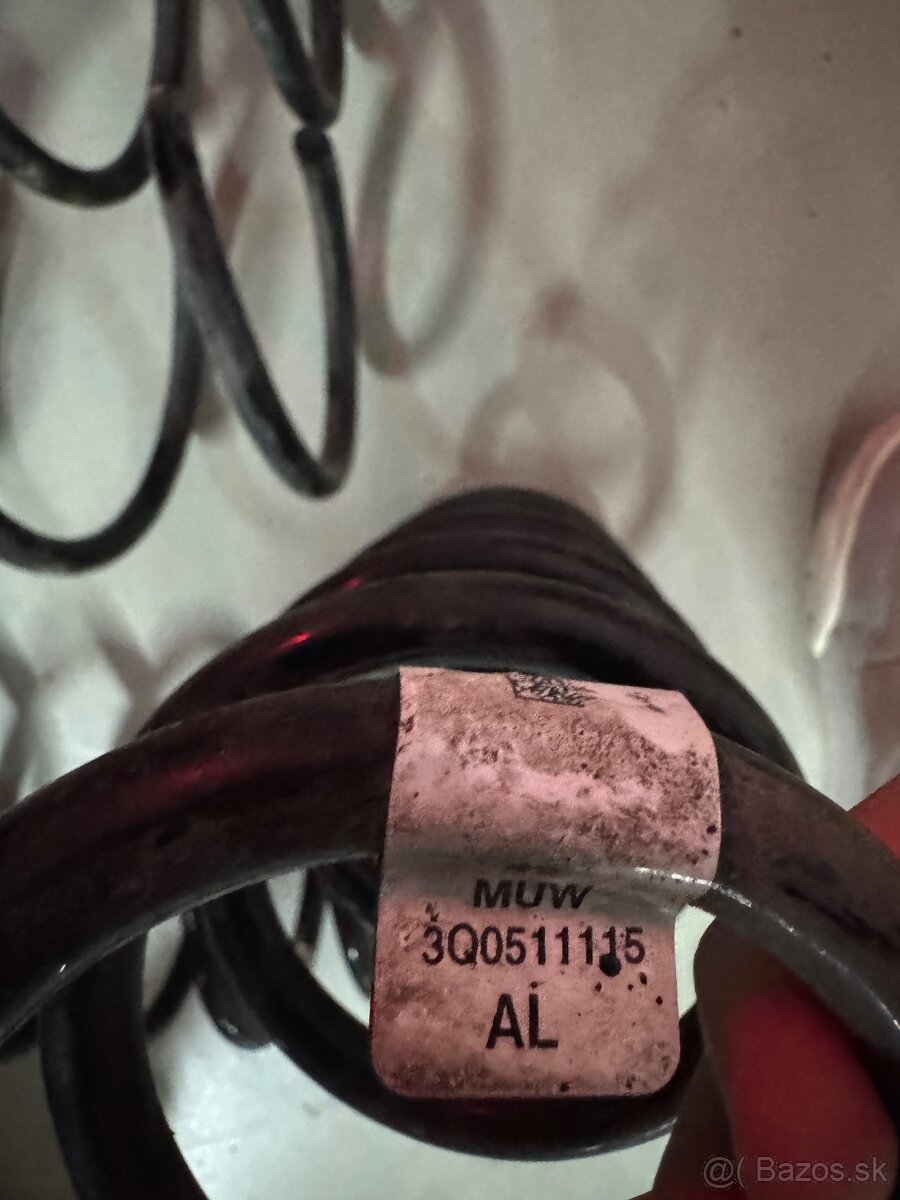 MUW
3Q0511115
AL
@( Bazos.sk